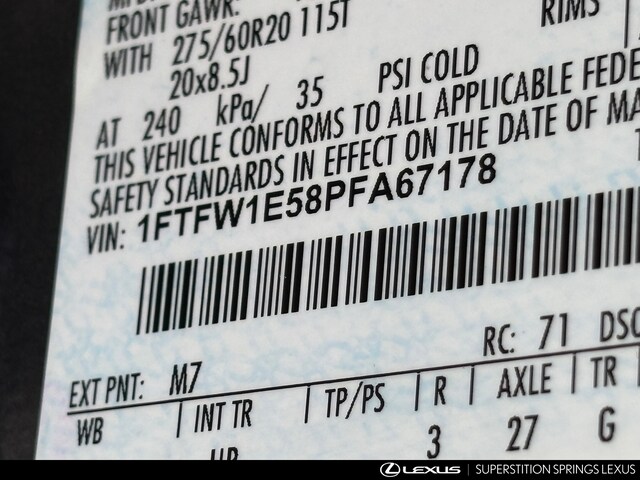 FRONT GAWR:
WITH 275/60R20 115T RIMS
20x8.5J
AT 240 kPa/ 35 PSI COLD
THIS VEHICLE CONFORMS TO ALL APPLICABLE FEDE
SAFETY STANDARDS IN EFFECT ON THE DATE OF MA
VIN: 1FTFW1E58PFA67178
RC: 71 DSO
EXT PNT: M7
WB | INT TR | TP/PS | R | AXLE | TR
3 27 G
LEXUS | SUPERSTITION SPRINGS LEXUS